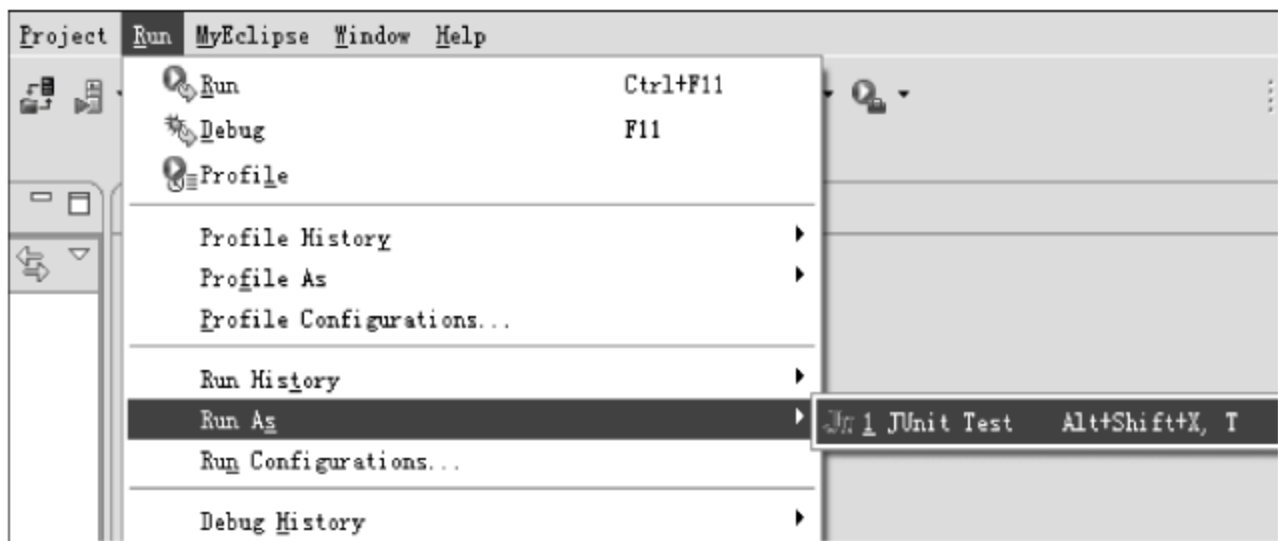 Project Run MyEclipse Window Help
Run Ctrl+F11
Debug F11
Profile
Profile History
Profile As
Profile Configurations...
Run History
Run As
Ju 1 JUnit Test Alt+Shift+X, T
Run Configurations...
Debug History